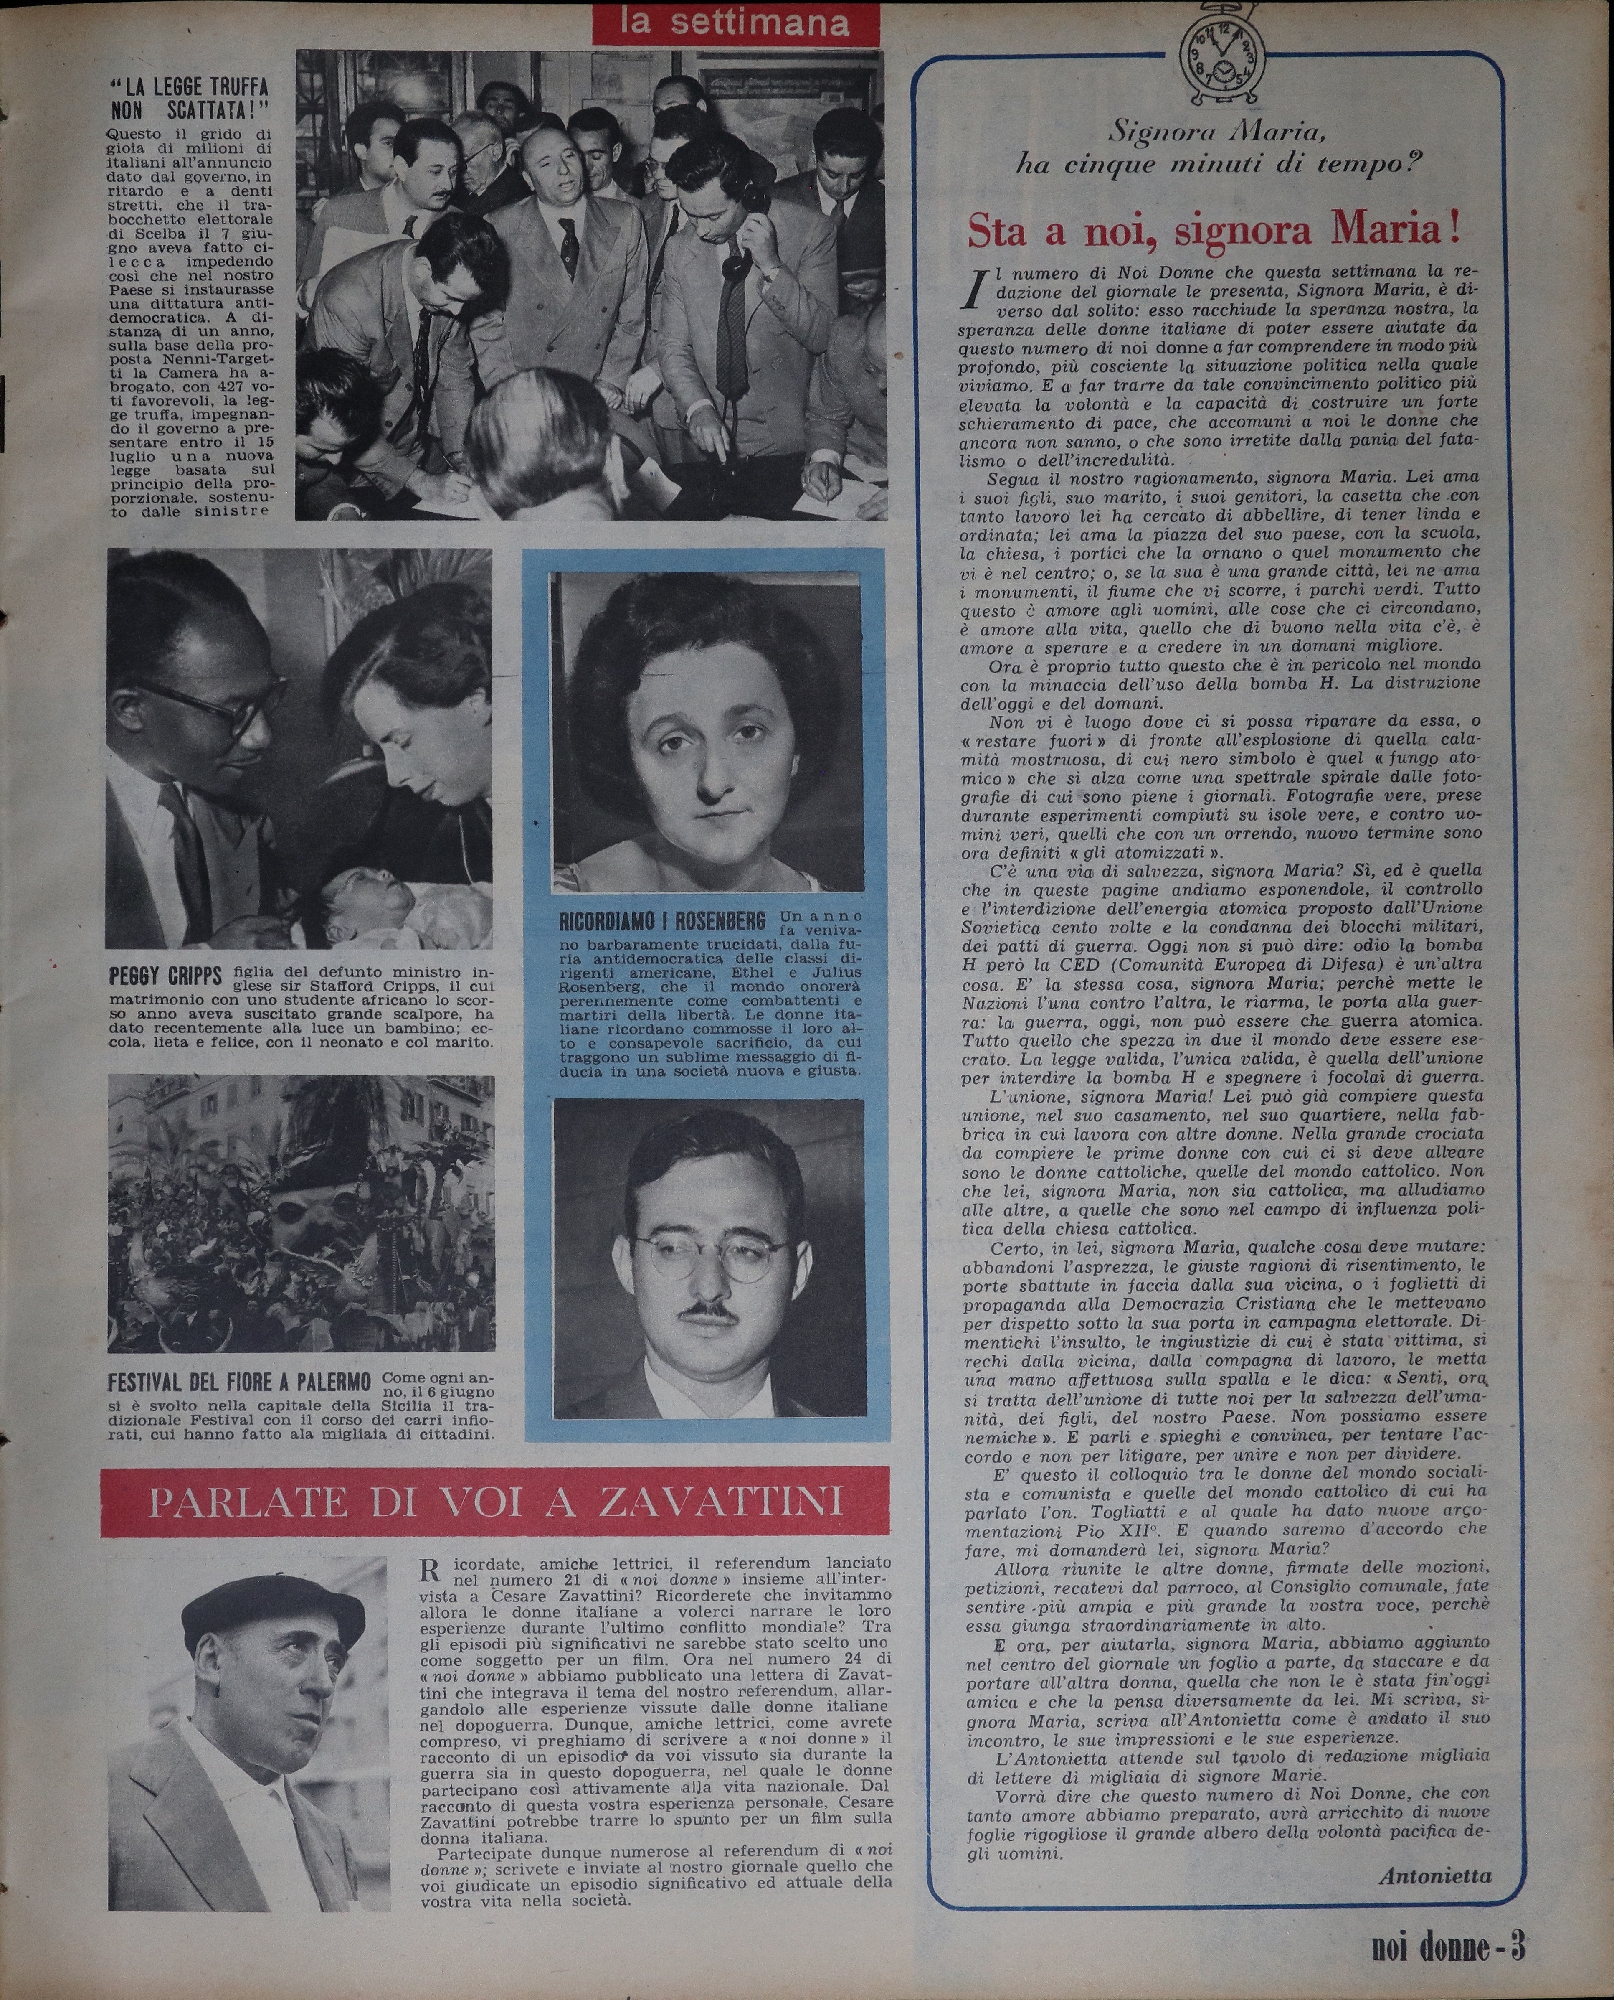 la settimana
"LA LEGGE TRUFFA
NON SCATTATA!"
Questo il grido di
gioia di milioni di
italiani all'annuncio
dato dal governo, in
ritardo e a denti
stretti, che il tra-
bocchetto elettorale
di Scelba il 7 giu-
gno aveva fatto ci-
lecca impedendo
così che nel nostro
Paese si instaurasse
una dittatura anti-
democratica. A di-
stanza di un anno,
sulla base della pro-
posta Nenni-Target-
ti la Camera ha a-
brogato, con 427 vo-
ti favorevoli, la leg-
ge truffa, impegnan-
do il governo a pre-
sentare entro il 15
luglio una nuova
legge basata sul
principio della pro-
porzionale, sostenu-
to dalle sinistre
PEGGY CRIPPS figlia del defunto ministro in-
glese sir Stafford Cripps, il cui
matrimonio con uno studente africano lo scor-
so anno aveva suscitato grande scalpore, ha
dato recentemente alla luce un bambino; ec-
cola, lieta e felice, con il neonato e col marito.
FESTIVAL DEL FIORE A PALERMO Come ogni an-
no, il 6 giugno
si è svolto nella capitale della Sicilia il tra-
dizionale Festival con il corso dei carri infio-
rati, cui hanno fatto ala migliaia di cittadini.
RICORDIAMO I ROSENBERG Un anno
fa veniva-
no barbaramente trucidati, dalla fu-
ria antidemocratica delle classi di-
rigenti americane, Ethel e Julius
Rosenberg, che il mondo onorerà
perennemente come combattenti e
martiri della libertà. Le donne ita-
liane ricordano commosse il loro al-
to e consapevole sacrificio, da cui
traggono un sublime messaggio di fi-
ducia in una società nuova e giusta.
PARLATE DI VOI A ZAVATTINI
Ricordate, amiche lettrici, il referendum lanciato
nel numero 21 di « noi donne » insieme all'inter-
vista a Cesare Zavattini? Ricorderete che invitammo
allora le donne italiane a volerci narrare le loro
esperienze durante l'ultimo conflitto mondiale? Tra
gli episodi più significativi ne sarebbe stato scelto uno
come soggetto per un film. Ora nel numero 24 di
« noi donne » abbiamo pubblicato una lettera di Zavat-
tini che integrava il tema del nostro referendum, allar-
gandolo alle esperienze vissute dalle donne italiane
nel dopoguerra. Dunque, amiche lettrici, come avrete
compreso, vi preghiamo di scrivere a « noi donne » il
racconto di un episodio da voi vissuto sia durante la
guerra sia in questo dopoguerra, nel quale le donne
partecipano così attivamente alla vita nazionale. Dal
racconto di questa vostra esperienza personale, Cesare
Zavattini potrebbe trarre lo spunto per un film sulla
donna italiana.
Partecipate dunque numerose al referendum di « noi
donne »; scrivete e inviate al nostro giornale quello che
voi giudicate un episodio significativo ed attuale della
vostra vita nella società.
Signora Maria,
ha cinque minuti di tempo?
Sta a noi, signora Maria!
Il numero di Noi Donne che questa settimana la re-
dazione del giornale le presenta, Signora Maria, è di-
verso dal solito: esso racchiude la speranza nostra, la
speranza delle donne italiane di poter essere aiutate da
questo numero di noi donne a far comprendere in modo più
profondo, più cosciente la situazione politica nella quale
viviamo. E a far trarre da tale convincimento politico più
elevata la volontà e la capacità di costruire un forte
schieramento di pace, che accomuni a noi le donne che
ancora non sanno, o che sono irretite dalla pania del fata-
lismo o dell'incredulità.
Segua il nostro ragionamento, signora Maria. Lei ama
i suoi figli, suo marito, i suoi genitori, la casetta che con
tanto lavoro lei ha cercato di abbellire, di tener linda e
ordinata; lei ama la piazza del suo paese, con la scuola,
la chiesa, i portici che la ornano o quel monumento che
vi è nel centro; o, se la sua è una grande città, lei ne ama
i monumenti, il fiume che vi scorre, i parchi verdi. Tutto
questo è amore agli uomini, alle cose che ci circondano,
è amore alla vita, quello che di buono nella vita c'è, è
amore a sperare e a credere in un domani migliore.
Ora è proprio tutto questo che è in pericolo nel mondo
con la minaccia dell'uso della bomba H. La distruzione
dell'oggi e del domani.
Non vi è luogo dove ci si possa riparare da essa, o
« restare fuori » di fronte all'esplosione di quella cala-
mità mostruosa, di cui nero simbolo è quel « fungo ato-
mico » che si alza come una spettrale spirale dalle foto-
grafie di cui sono piene i giornali. Fotografie vere, prese
durante esperimenti compiuti su isole vere, e contro uo-
mini veri, quelli che con un orrendo, nuovo termine sono
ora definiti « gli atomizzati ».
C'è una via di salvezza, signora Maria? Sì, ed è quella
che in queste pagine andiamo esponendole, il controllo
e l'interdizione dell'energia atomica proposto dall'Unione
Sovietica cento volte e la condanna dei blocchi militari,
dei patti di guerra. Oggi non si può dire: odio la bomba
H però la CED (Comunità Europea di Difesa) è un'altra
cosa. E' la stessa cosa, signora Maria; perchè mette le
Nazioni l'una contro l'altra, le riarma, le porta alla guer-
ra: la guerra, oggi, non può essere che guerra atomica.
Tutto quello che spezza in due il mondo deve essere ese-
crato. La legge valida, l'unica valida, è quella dell'unione
per interdire la bomba H e spegnere i focolai di guerra.
L'unione, signora Maria! Lei può già compiere questa
unione, nel suo casamento, nel suo quartiere, nella fab-
brica in cui lavora con altre donne. Nella grande crociata
da compiere le prime donne con cui ci si deve alleare
sono le donne cattoliche, quelle del mondo cattolico. Non
che lei, signora Maria, non sia cattolica, ma alludiamo
alle altre, a quelle che sono nel campo di influenza poli-
tica della chiesa cattolica.
Certo, in lei, signora Maria, qualche cosa deve mutare:
abbandoni l'asprezza, le giuste ragioni di risentimento, le
porte sbattute in faccia dalla sua vicina, o i foglietti di
propaganda alla Democrazia Cristiana che le mettevano
per dispetto sotto la sua porta in campagna elettorale. Di
mentichi l'insulto, le ingiustizie di cui è stata vittima, si
rechi dalla vicina, dalla compagna di lavoro, le metta
una mano affettuosa sulla spalla e le dica: « Senti, ora
si tratta dell'unione di tutte noi per la salvezza dell'uma-
nità, dei figli, del nostro Paese. Non possiamo essere
nemiche ». E parli e spieghi e convinca, per tentare l'ac-
cordo e non per litigare, per unire e non per dividere.
E' questo il colloquio tra le donne del mondo sociali-
sta e comunista e quelle del mondo cattolico di cui ha
parlato l'on. Togliatti e al quale ha dato nuove argo-
mentazioni Pio XII°. E quando saremo d'accordo che
fare, mi domanderà lei, signora Maria?
Allora riunite le altre donne, firmate delle mozioni,
petizioni, recatevi dal parroco, al Consiglio comunale, fate
sentire più ampia e più grande la vostra voce, perchè
essa giunga straordinariamente in alto.
E ora, per aiutarla, signora Maria, abbiamo aggiunto
nel centro del giornale un foglio a parte, da staccare e da
portare all'altra donna, quella che non le è stata fin'oggi
amica e che la pensa diversamente da lei. Mi scriva, si-
gnora Maria, scriva all'Antonietta come è andato il suo
incontro, le sue impressioni e le sue esperienze.
L'Antonietta attende sul tavolo di redazione migliaia
di lettere di migliaia di signore Marie.
Vorrà dire che questo numero di Noi Donne, che con
tanto amore abbiamo preparato, avrà arricchito di nuove
foglie rigogliose il grande albero della volontà pacifica de-
gli uomini.
Antonietta
noi donne - 3